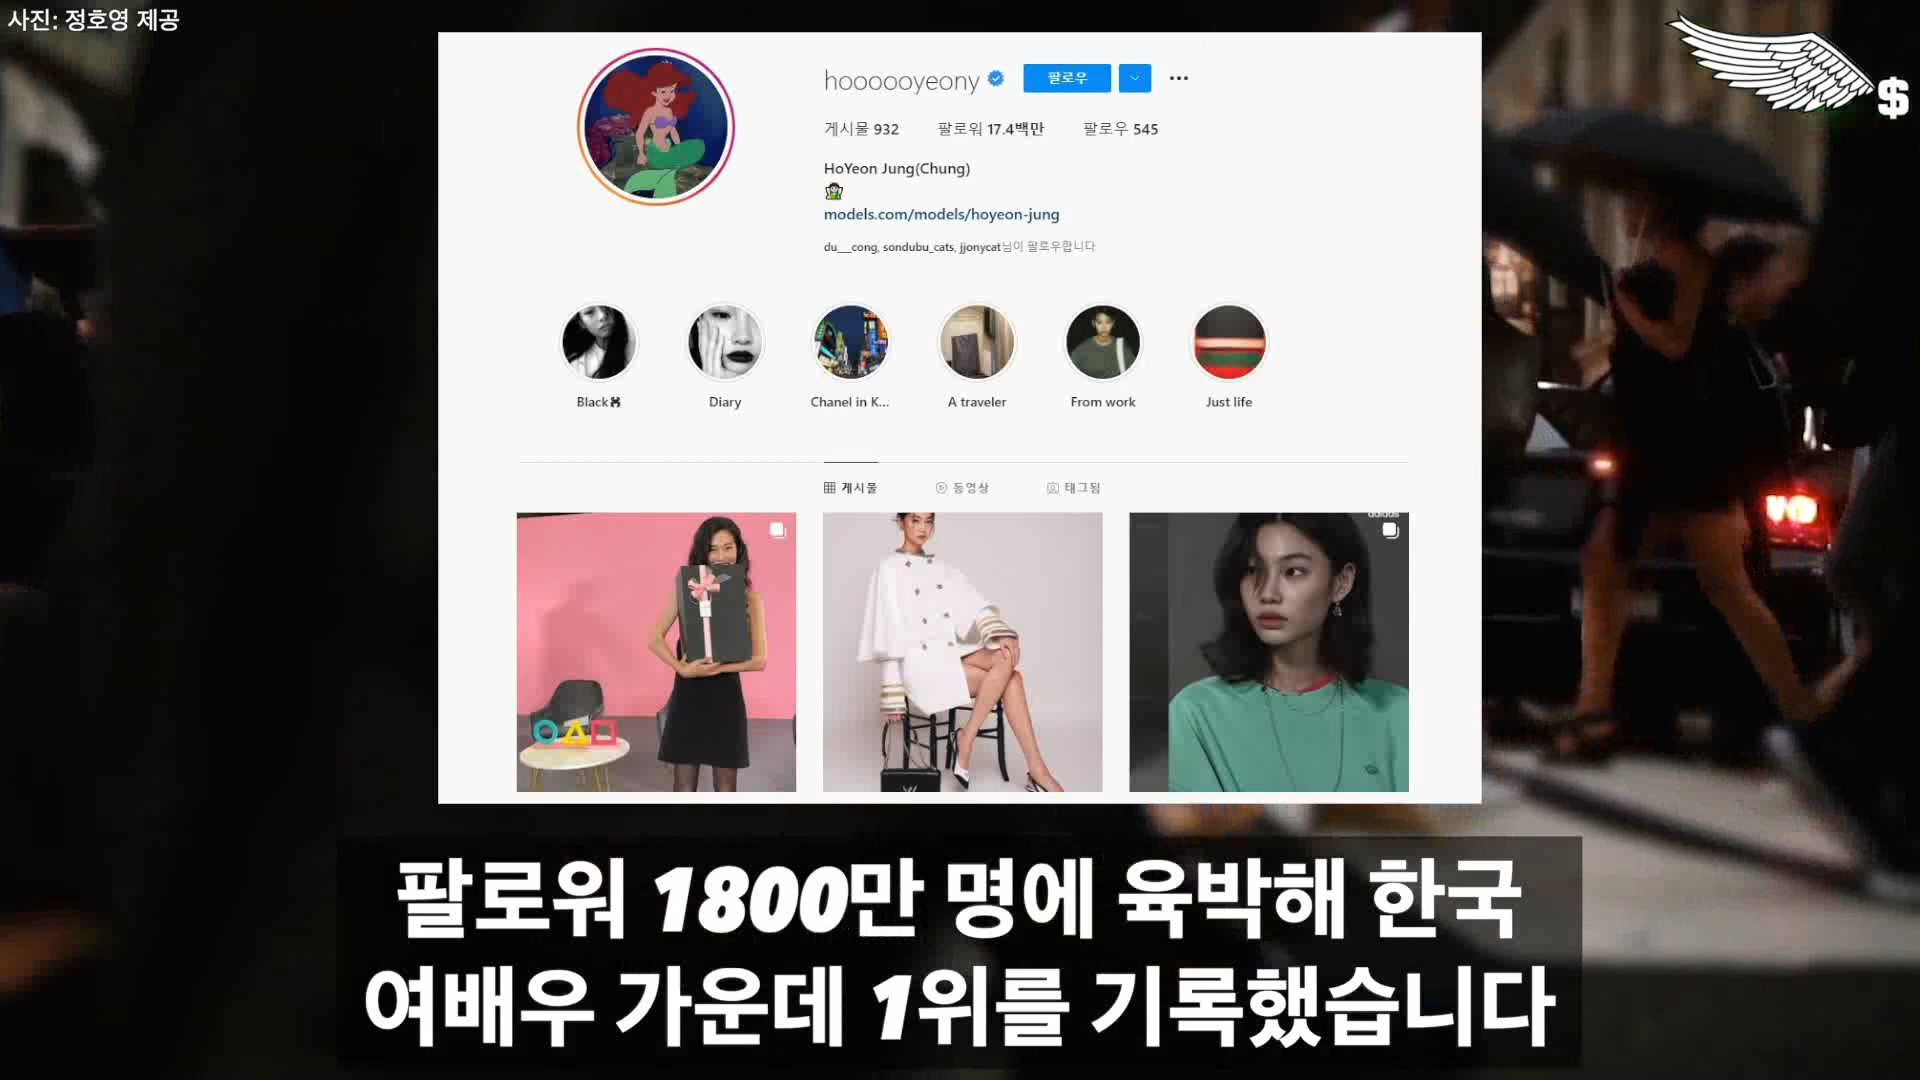 사진: 정호영 제공
$
hoooooyeony
팔로우
게시물 932 팔로워 17.4백만 팔로우 545
HoYeon Jung(Chung)
models.com/models/hoyeon-jung
du___cong, sondubu_cats, jjonycat님이 팔로우합니다
Black Diary Chanel in K... A traveler From work Just life
게시물 동영상 태그됨
adidas
팔로워 1800만 명에 육박해 한국
여배우 가운데 1위를 기록했습니다